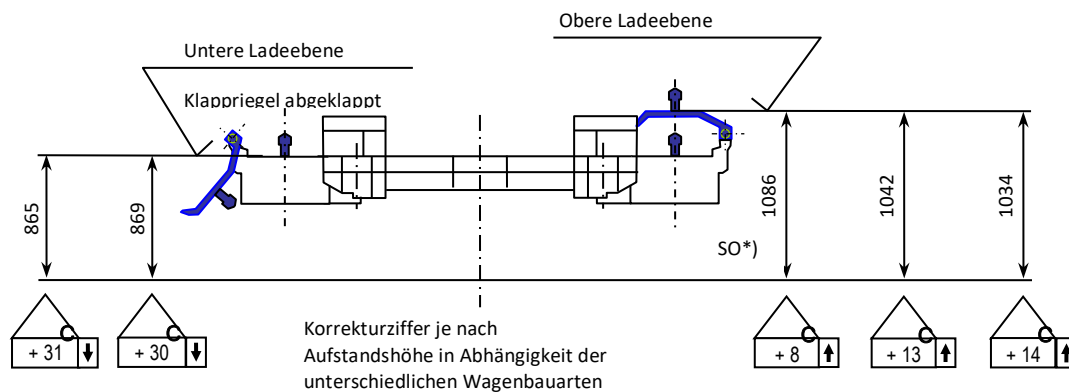 Obere Ladeebene
Untere Ladeebene
Klappriegel abgeklappt
865
869
1086
1042
1034
SO*)
C
+ 31
C
+ 30
Korrekturziffer je nach
Aufstandshöhe in Abhängigkeit der
unterschiedlichen Wagenbauarten
C
+ 8
C
+ 13
C
+ 14